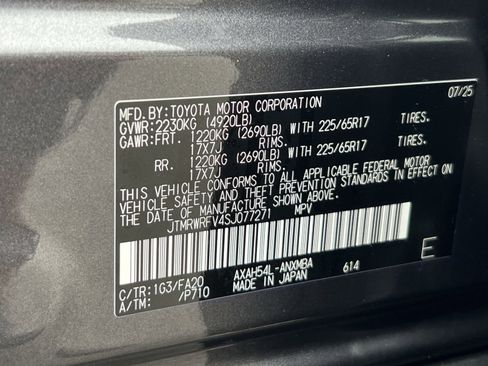 MFD.BY:TOYOTA MOTOR CORPORATION 07/25
GVWR:2230KG (4920LB)
GAWR:FRT. 1220KG (2690LB) WITH 225/65R17 TIRES.
17X7J RIMS.
RR. 1220KG (2690LB) WITH 225/65R17 TIRES.
17X7J RIMS.
THIS VEHICLE CONFORMS TO ALL APPLICABLE FEDERAL MOTOR
VEHICLE SAFETY AND THEFT PREVENTION STANDARDS IN EFFECT ON
THE DATE OF MANUFACTURE SHOWN ABOVE.
JTMRWRFV4SJ077271 MPV
E
C/TR:1G3/FA20 AXAH54L-ANXMBA 614
A/TM: /P710 MADE IN JAPAN